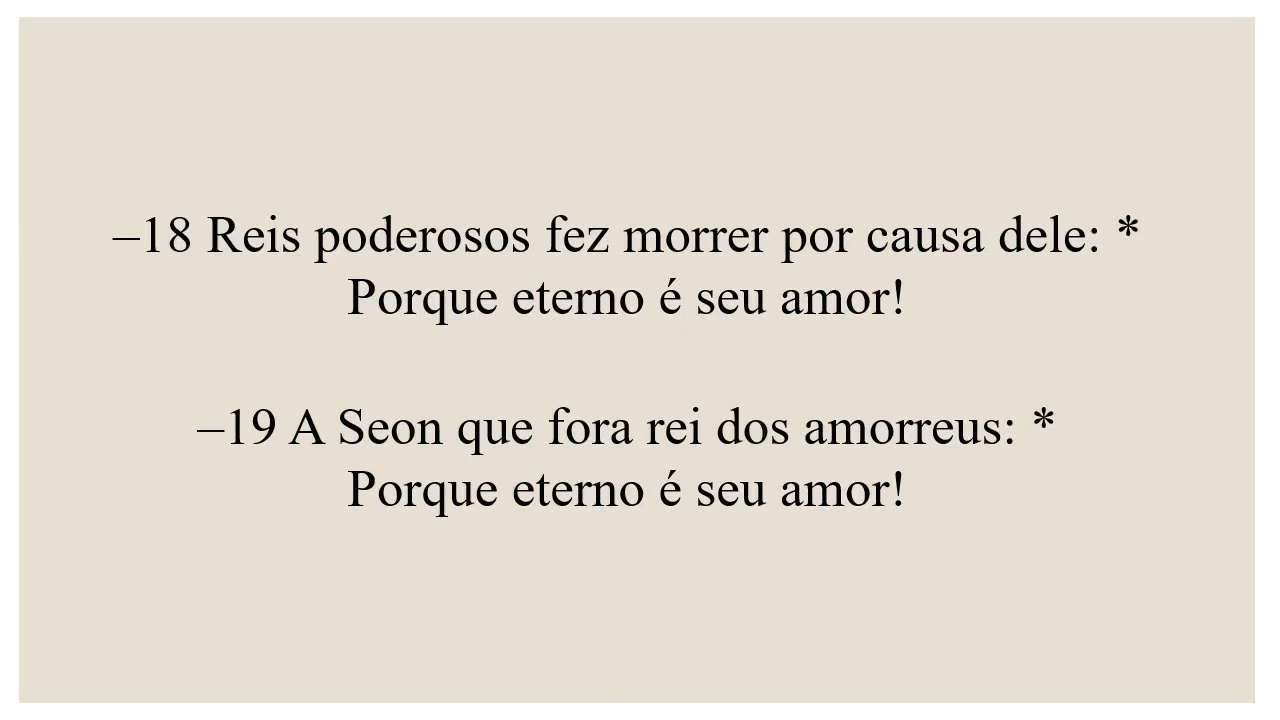 –18 Reis poderosos fez morrer por causa dele: *
Porque eterno é seu amor!
–19 A Seon que fora rei dos amorreus: *
Porque eterno é seu amor!